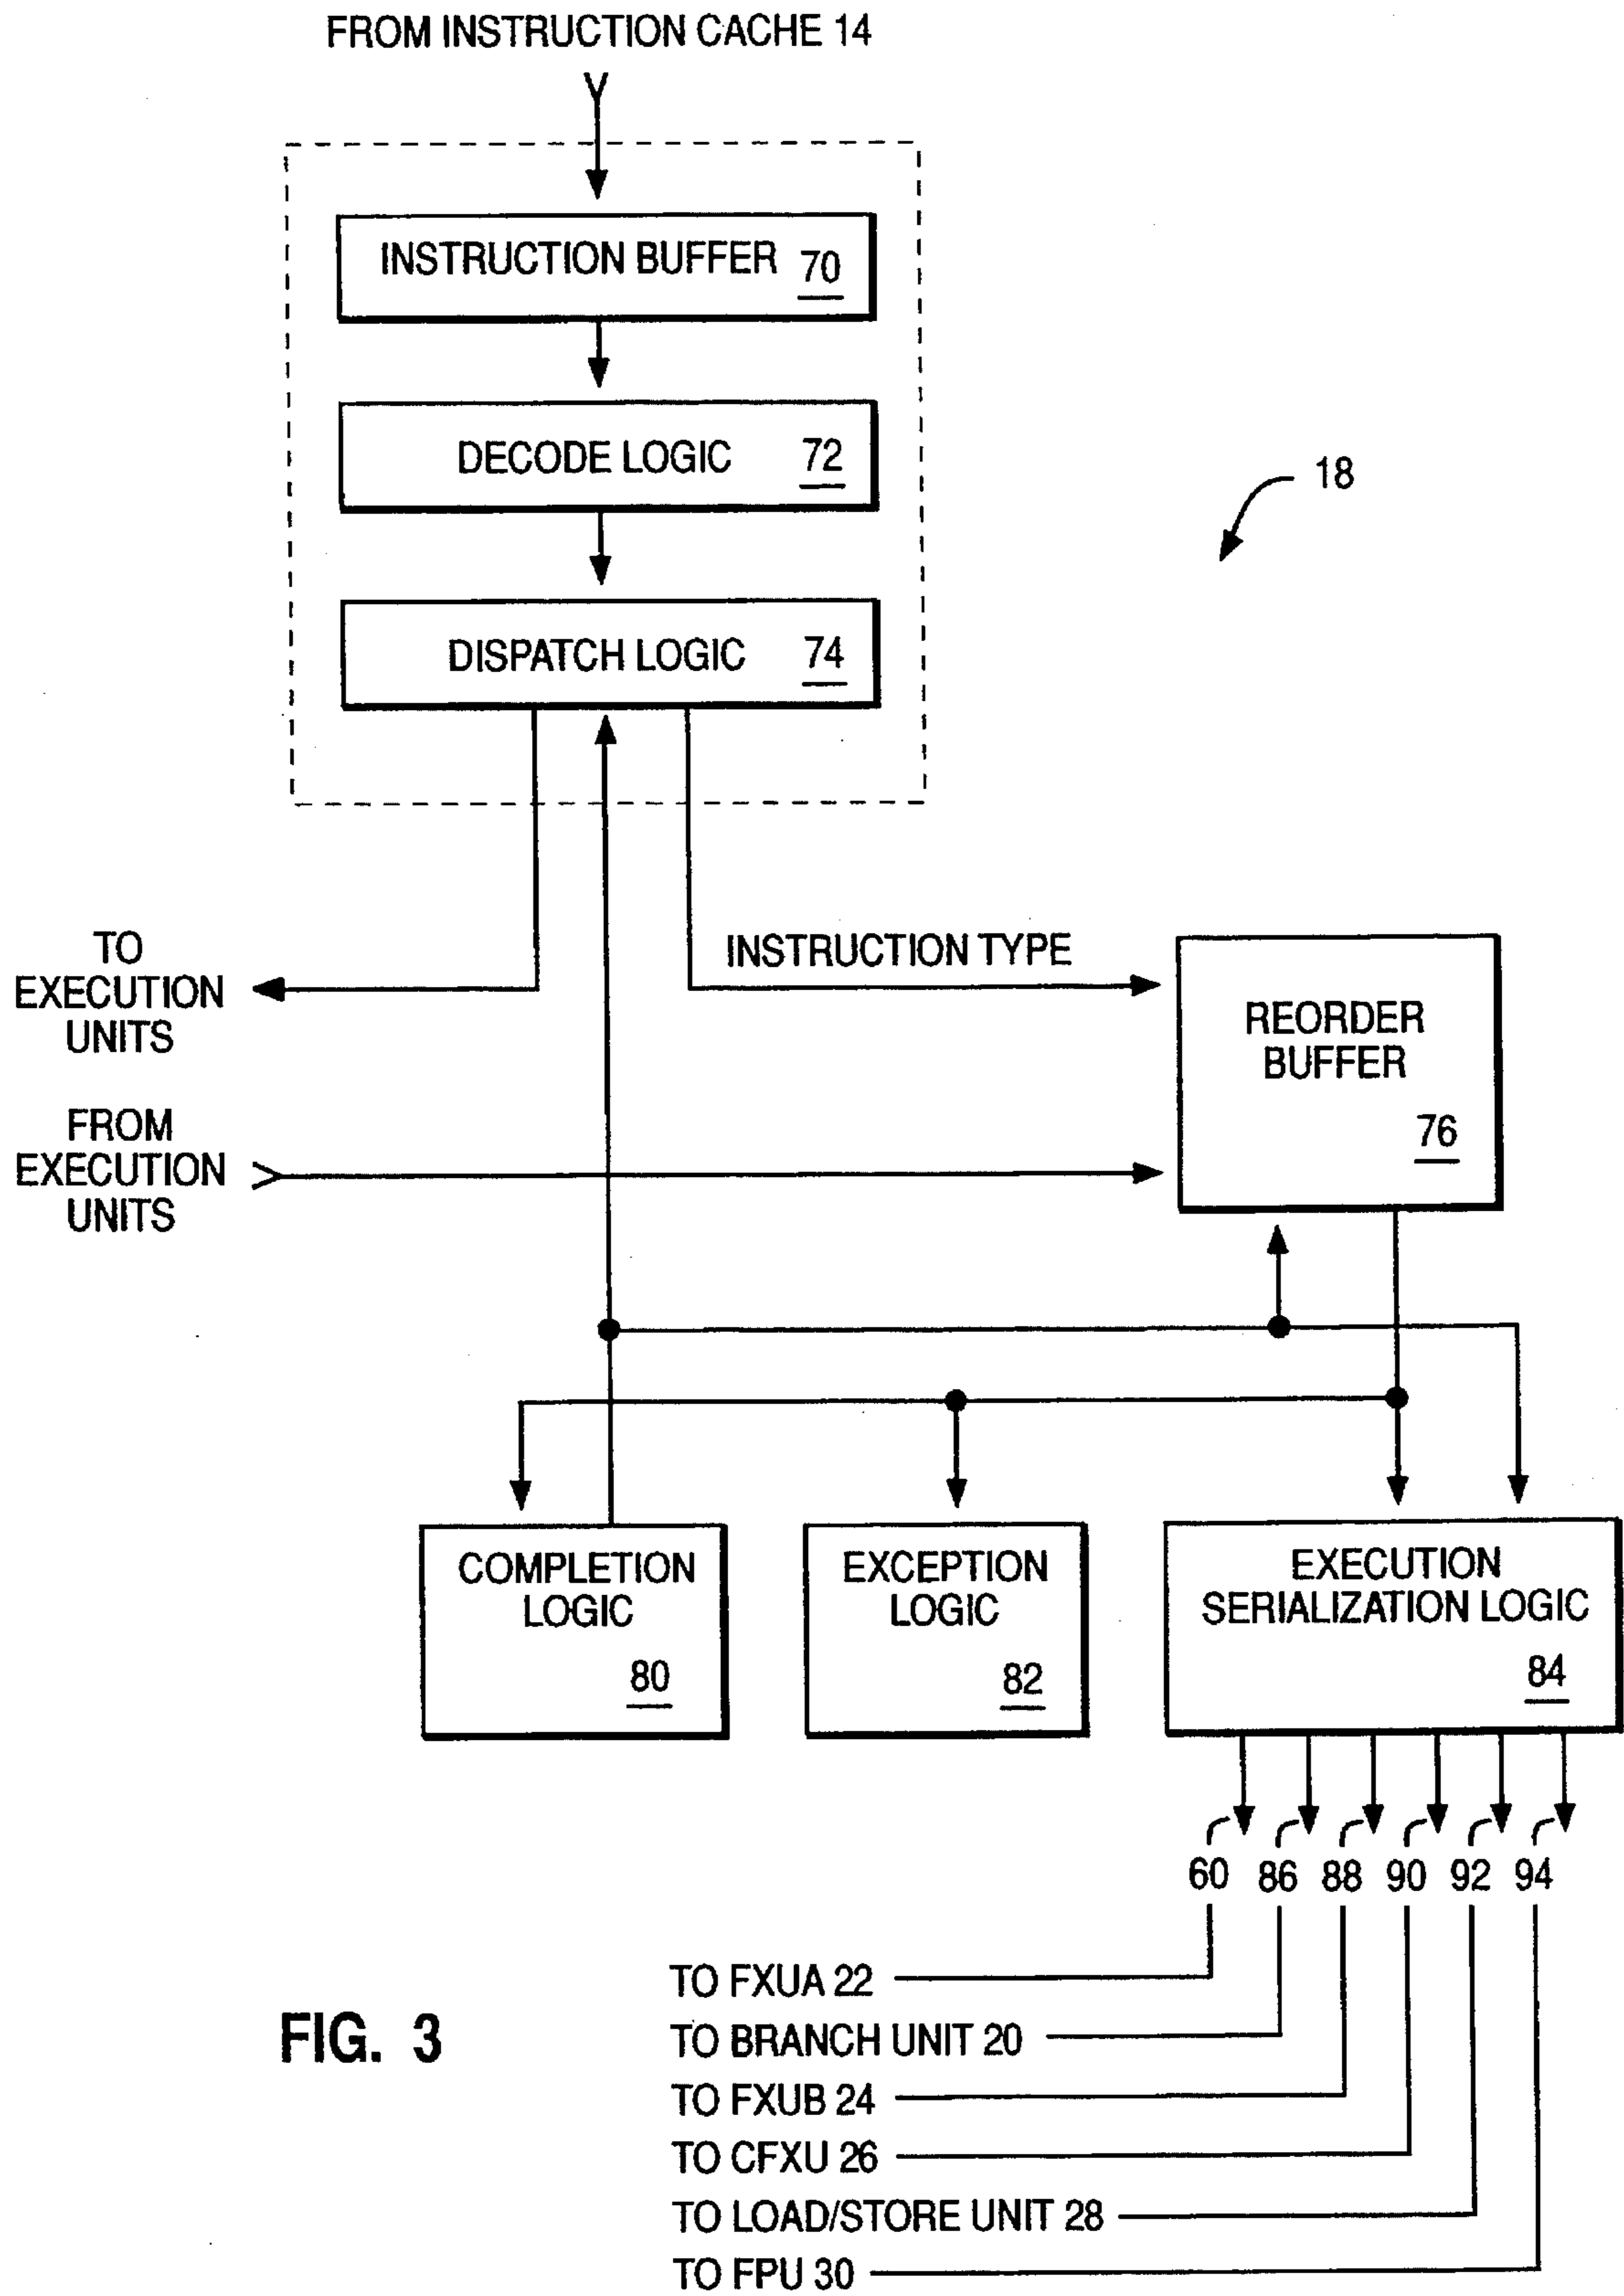 FROM INSTRUCTION CACHE 14
INSTRUCTION BUFFER 70
DECODE LOGIC 72
18
DISPATCH LOGIC 74
TO
EXECUTION
UNITS
INSTRUCTION TYPE
REORDER
BUFFER
76
FROM
EXECUTION
UNITS
COMPLETION
LOGIC
80
EXCEPTION
LOGIC
82
EXECUTION
SERIALIZATION LOGIC
84
60 86 88 90 92 94
TO FXUA 22
TO BRANCH UNIT 20
TO FXUB 24
TO CFXU 26
TO LOAD/STORE UNIT 28
TO FPU 30
FIG. 3